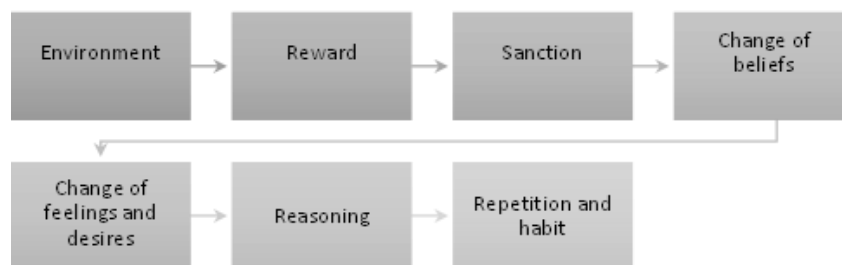 Environment
Reward
Sanction
Change of
beliefs
Change of
feelings and
desires
Reasoning
Repetition and
habit